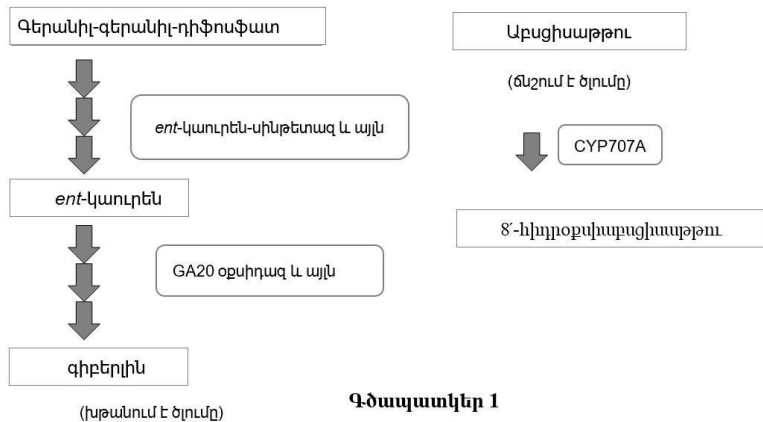 Գերանիլ-գերանիլ-դիֆոսֆատ
ent-կաուրեն-սինթետազ և այլն
ent-կաուրեն
GA20 օքսիդազ և այլն
գիբերլին
(խթանում է ծլումը)
Աբսցիսաթթու
(ճնշում է ծլումը)
CYP707A
8´-հիդրօքսիաբսցիսաթթու
Գծապատկեր 1